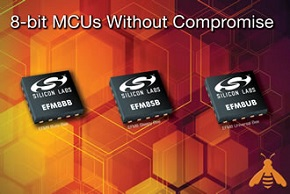 8-bit MCUs Without Compromise
SILICON LABS
EFM8BB
SILICON LABS
EFM8SB
SILICON LABS
EFM8UB